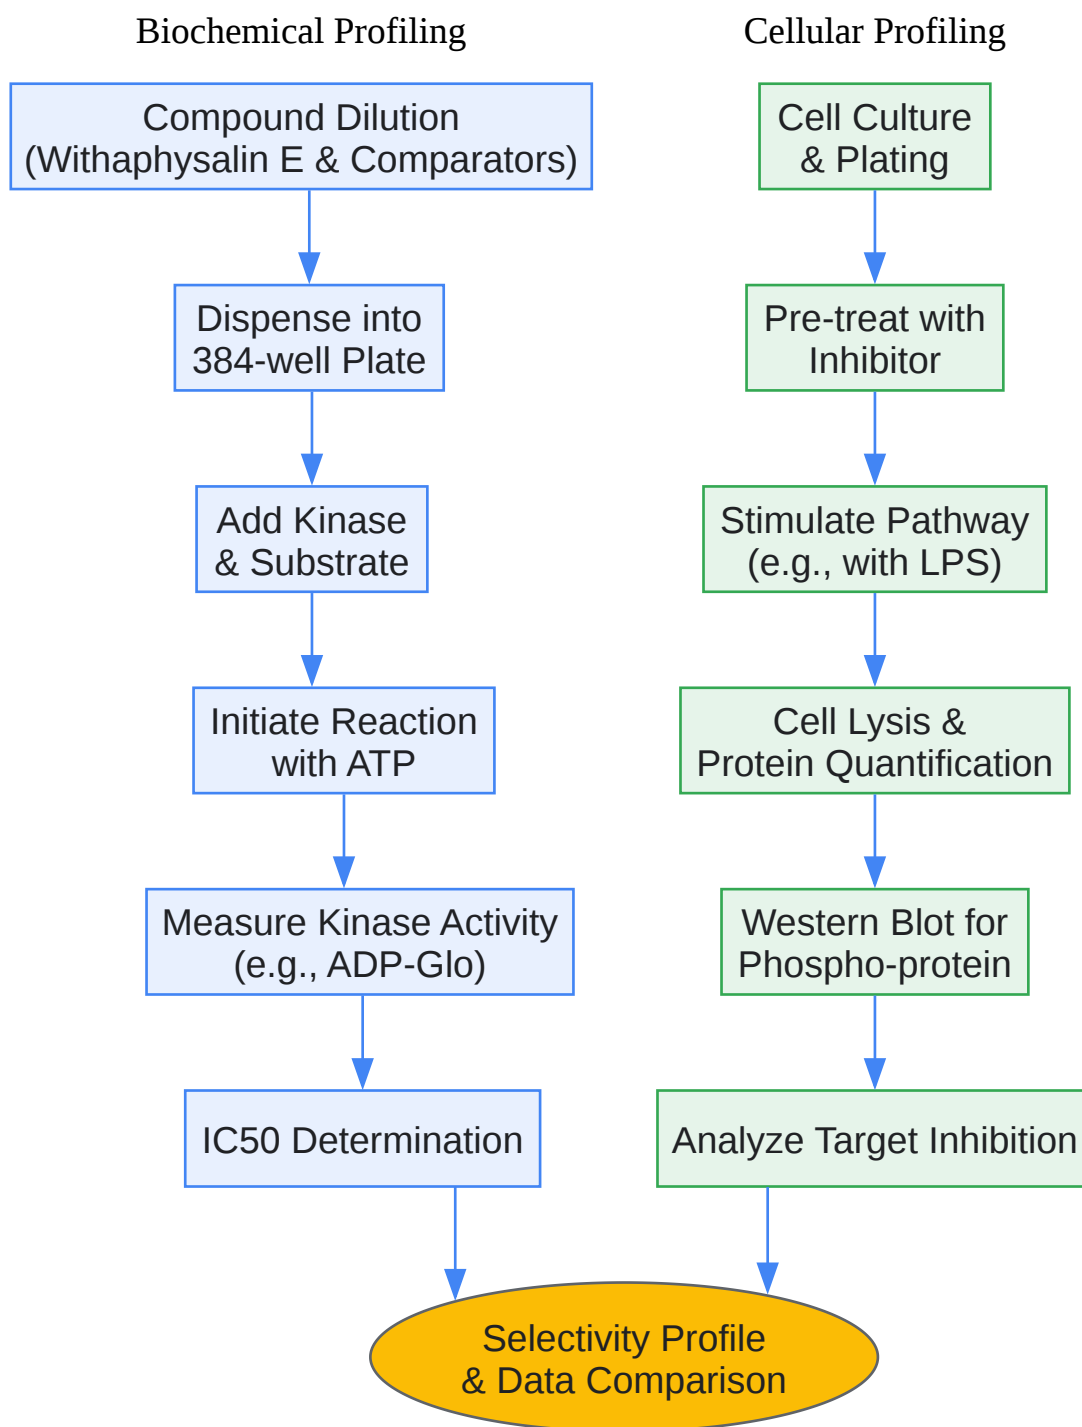 Biochemical Profiling
Compound Dilution
(Withaphysalin E & Comparators)
Dispense into
384-well Plate
Add Kinase
& Substrate
Initiate Reaction
with ATP
Measure Kinase Activity
(e.g., ADP-Glo)
IC50 Determination
Cellular Profiling
Cell Culture
& Plating
Pre-treat with
Inhibitor
Stimulate Pathway
(e.g., with LPS)
Cell Lysis &
Protein Quantification
Western Blot for
Phospho-protein
Analyze Target Inhibition
Selectivity Profile
& Data Comparison